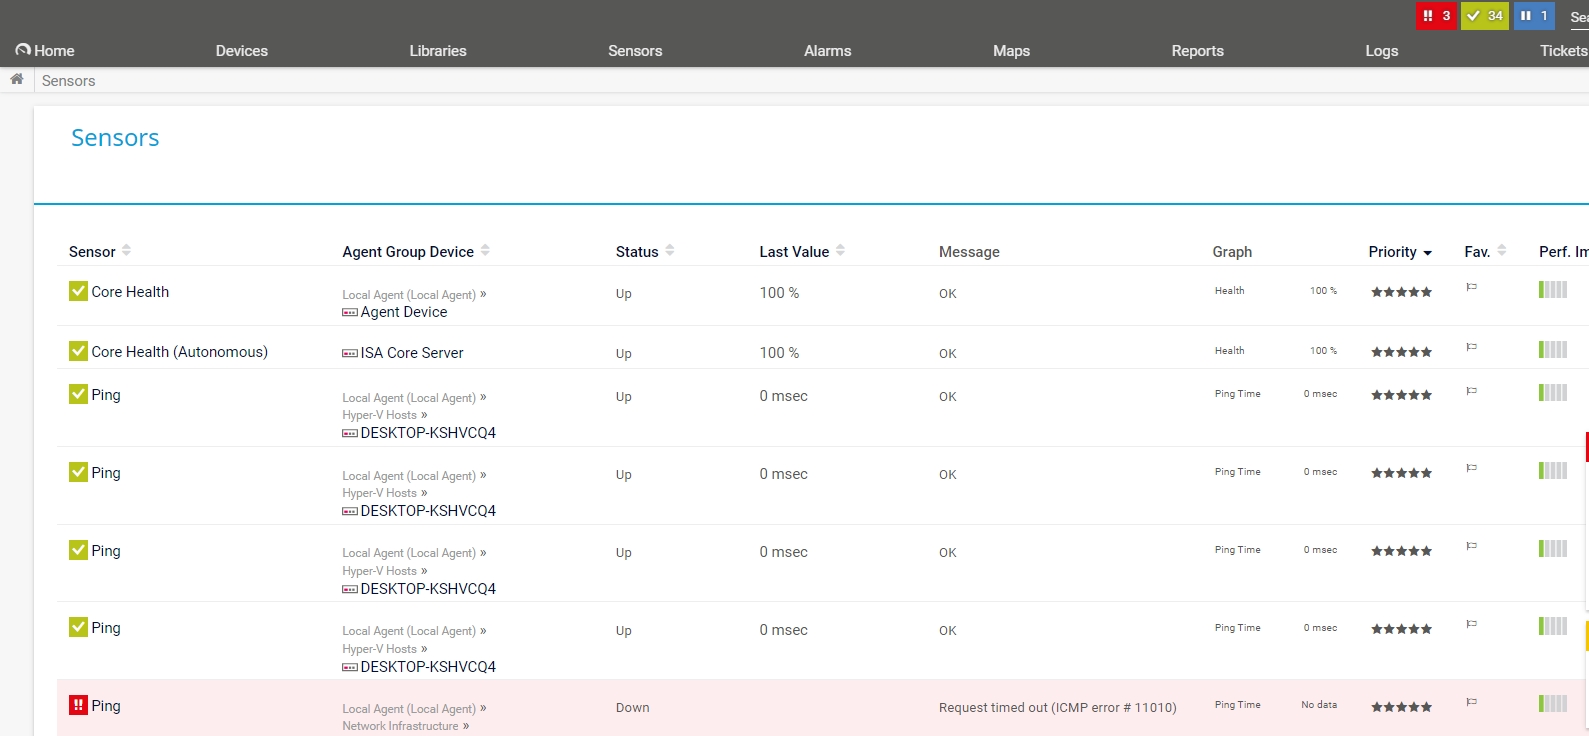 3 34 1 Sea
Home Devices Libraries Sensors Alarms Maps Reports Logs Tickets
Sensors
Sensors
Sensor Agent Group Device Status Last Value Message Graph Priority Fav. Perf. Im
Core Health Local Agent (Local Agent) » Up 100 % OK Health 100 %
Agent Device
Core Health (Autonomous) ISA Core Server Up 100 % OK Health 100 %
Ping Local Agent (Local Agent) » Up 0 msec OK Ping Time 0 msec
Hyper-V Hosts »
DESKTOP-KSHVCQ4
Ping Local Agent (Local Agent) » Up 0 msec OK Ping Time 0 msec
Hyper-V Hosts »
DESKTOP-KSHVCQ4
Ping Local Agent (Local Agent) » Up 0 msec OK Ping Time 0 msec
Hyper-V Hosts »
DESKTOP-KSHVCQ4
Ping Local Agent (Local Agent) » Up 0 msec OK Ping Time 0 msec
Hyper-V Hosts »
DESKTOP-KSHVCQ4
Ping Local Agent (Local Agent) » Down Request timed out (ICMP error # 11010) Ping Time No data
Network Infrastructure »